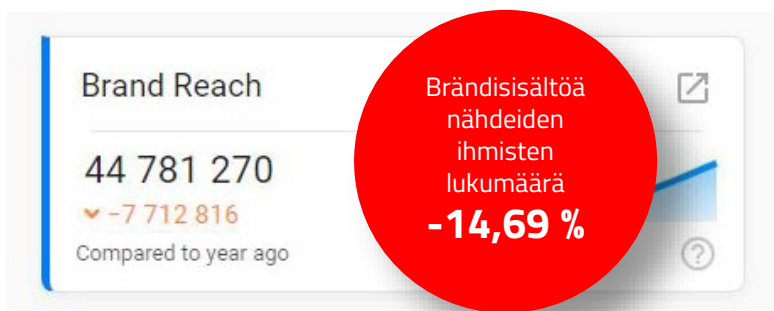 Brand Reach
44 781 270
−7 712 816
Compared to year ago
Brändisisältöä
nähdeiden
ihmisten
lukumäärä
-14,69 %
?